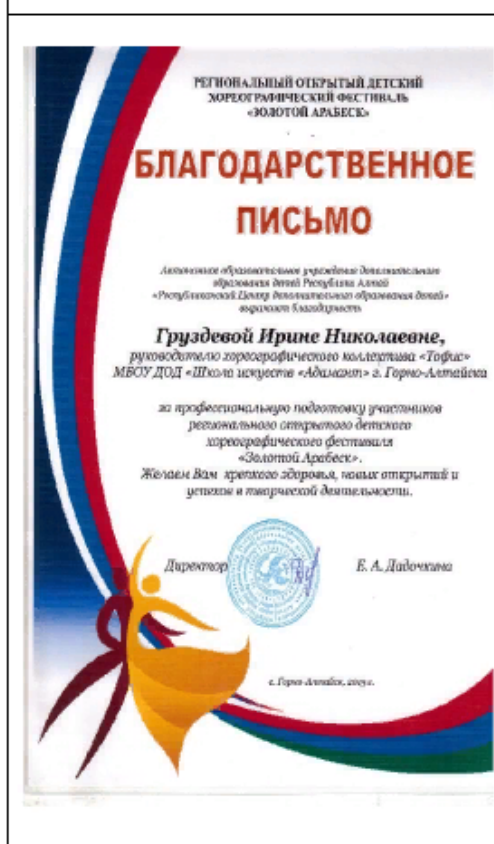 РЕГИОНАЛЬНЫЙ ОТКРЫТЫЙ ДЕТСКИЙ
ХОРЕОГРАФИЧЕСКИЙ ФЕСТИВАЛЬ
«ЗОЛОТОЙ АРАБЕСК»
БЛАГОДАРСТВЕННОЕ
ПИСЬМО
Автономное образовательное учреждение дополнительного
образования детей Республики Алтай
«Республиканский Центр дополнительного образования детей»
выражает благодарность
Груздевой Ирине Николаевне,
руководителю хореографического коллектива «Тофис»
МБОУ ДОД «Школа искусств «Адамант» г. Горно-Алтайска
за профессиональную подготовку участников
регионального открытого детского
хореографического фестиваля
«Золотой Арабеск».
Желаем Вам крепкого здоровья, новых открытий и
успехов в творческой деятельности.
Директор
Е. А. Дадочкина
г. Горно-Алтайск,